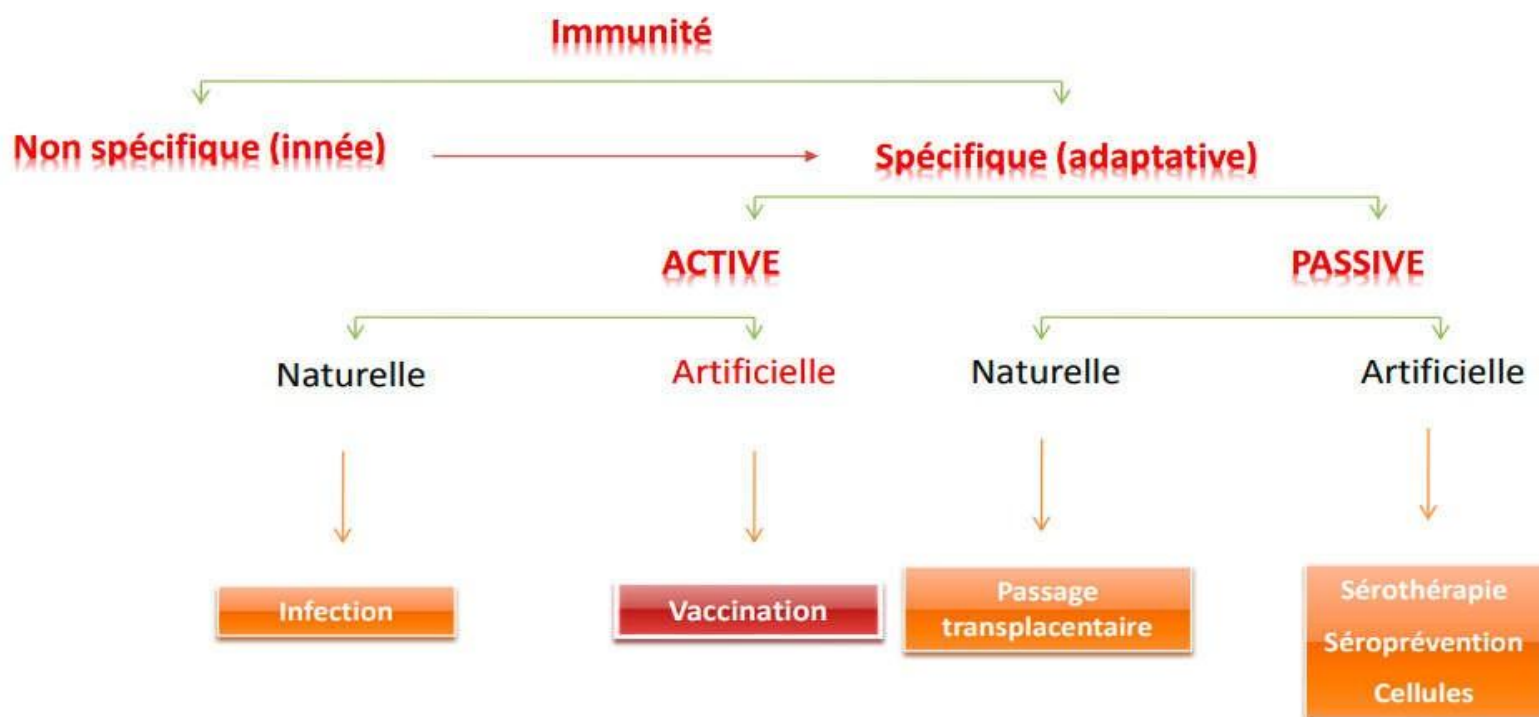 Immunité
Non spécifique (innée)
Spécifique (adaptative)
ACTIVE
PASSIVE
Naturelle
Artificielle
Naturelle
Artificielle
Infection
Vaccination
Passage
transplacentaire
Sérothérapie
Séroprévention
Cellules